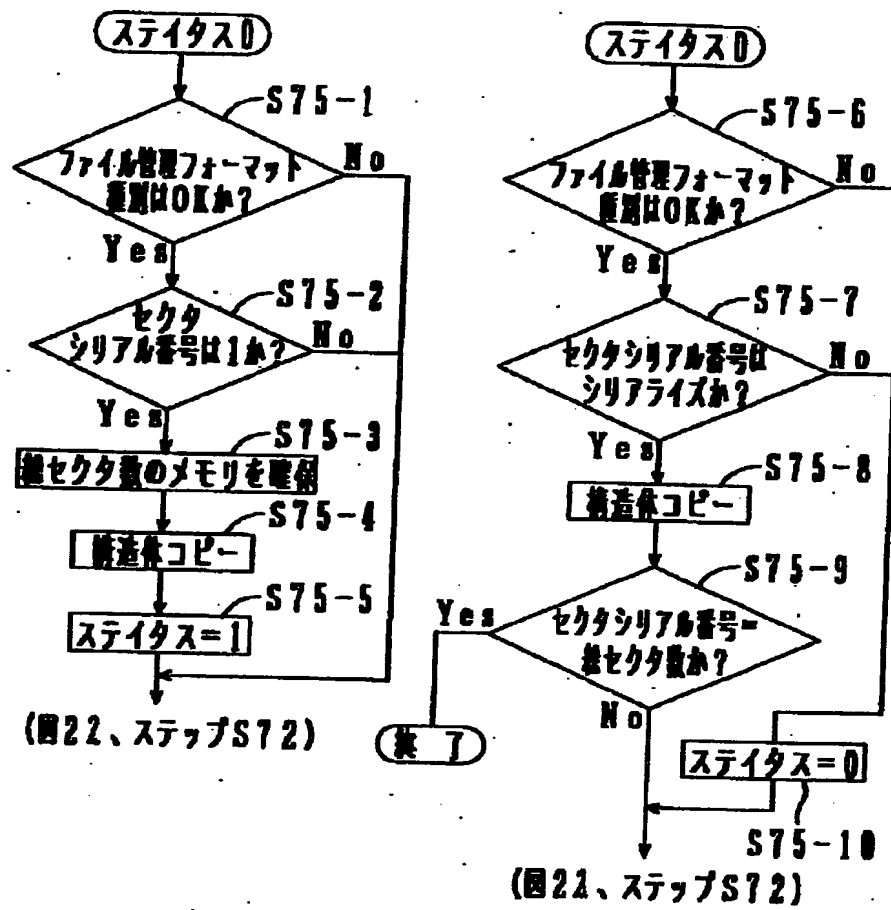 ステイタス0
S75-1
ファイル管理フォーマット
種別はOKか?
No
Yes
S75-2
セクタ
シリアル番号は1か?
No
Yes
S75-3
総セクタ数のメモリを確保
S75-4
構造体コピー
S75-5
ステイタス=1
(図22、ステップS72)
ステイタス0
S75-6
ファイル管理フォーマット
種別はOKか?
No
Yes
S75-7
セクタシリアル番号は
シリアライズか?
No
Yes
S75-8
構造体コピー
S75-9
セクタシリアル番号=
総セクタ数か?
Yes
No
終了
ステイタス=0
S75-10
(図22、ステップS72)